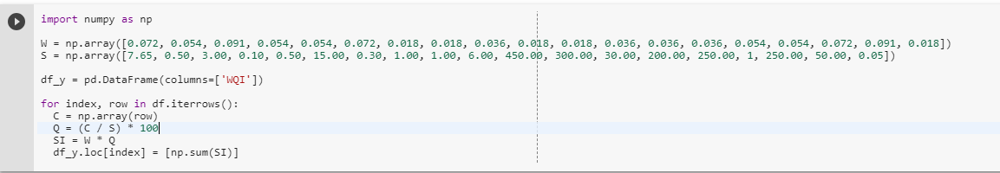 import numpy as np
W = np.array([0.072, 0.054, 0.091, 0.054, 0.054, 0.072, 0.018, 0.018, 0.036, 0.018, 0.018, 0.036, 0.036, 0.036, 0.054, 0.054, 0.072, 0.091, 0.018])
S = np.array([7.65, 0.50, 3.00, 0.10, 0.50, 15.00, 0.30, 1.00, 1.00, 6.00, 450.00, 300.00, 30.00, 200.00, 250.00, 1, 250.00, 50.00, 0.05])
df_y = pd.DataFrame(columns=['WQI'])
for index, row in df.iterrows():
  C = np.array(row)
  Q = (C / S) * 100
  SI = W * Q
  df_y.loc[index] = [np.sum(SI)]